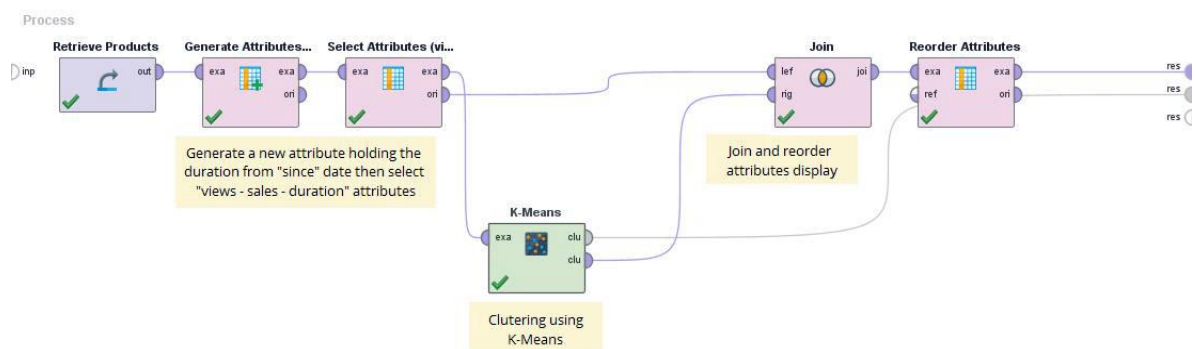 Process
inp
Retrieve Products
out
Generate Attributes...
exa
exa
ori
Select Attributes (vi...
exa
exa
ori
Generate a new attribute holding the
duration from "since" date then select
"views - sales - duration" attributes
K-Means
exa
clu
clu
Clutering using
K-Means
Join
lef
joi
rig
Join and reorder
attributes display
Reorder Attributes
exa
exa
ref
ori
res
res
res